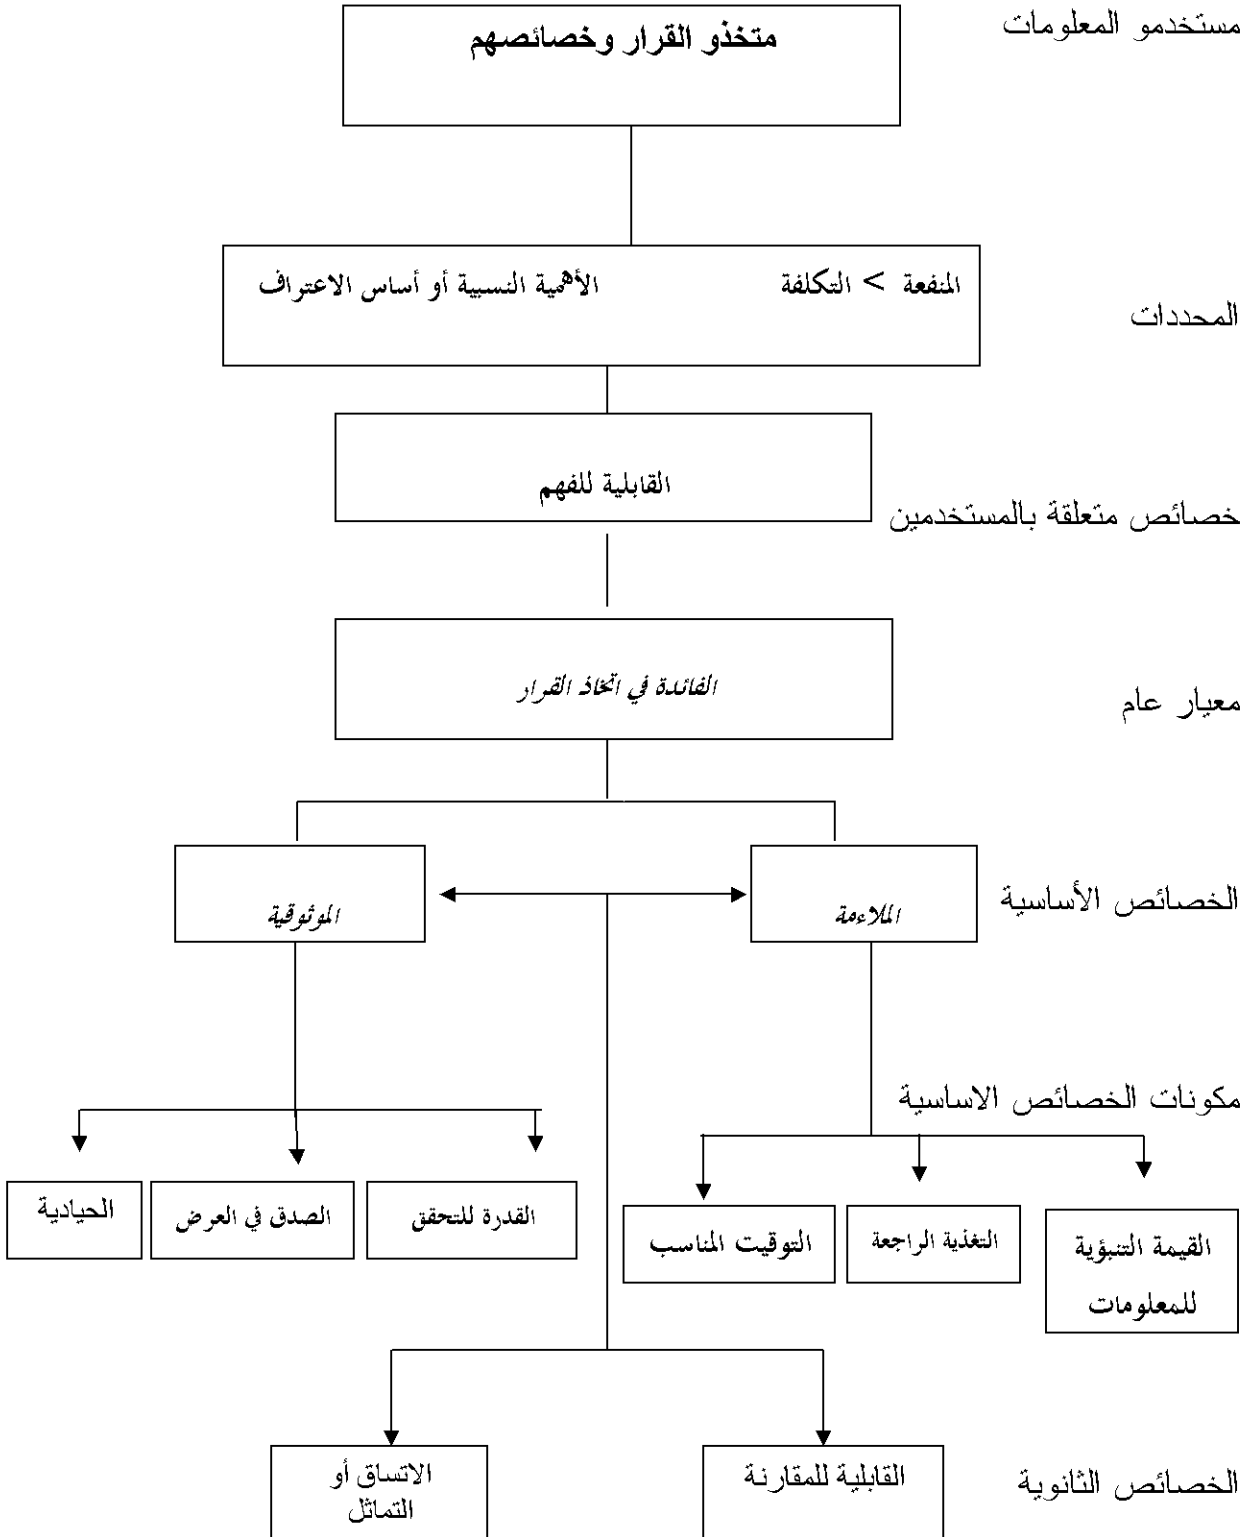 مستخدمو المعلومات
متخذو القرار وخصائصهم
المنفعة > التكلفة
الأهمية النسبية أو أساس الاعتراف
المحددات
القابلية للفهم
خصائص متعلقة بالمستخدمين
الفائدة في اتخاذ القرار
معيار عام
الخصائص الأساسية
الملاءمة
الموثوقية
مكونات الخصائص الاساسية
القيمة التنبؤية
للمعلومات
التغذية الراجعة
التوقيت المناسب
القدرة للتحقق
الصدق في العرض
الحيادية
الخصائص الثانوية
القابلية للمقارنة
الاتساق أو
التماثل